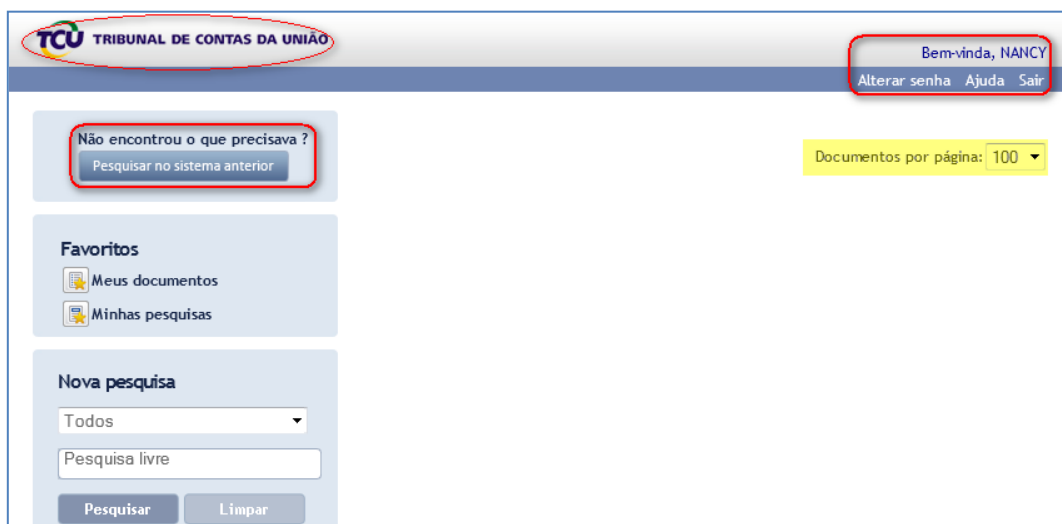 TCU TRIBUNAL DE CONTAS DA UNIÃO
Bem-vinda, NANCY
Alterar senha Ajuda Sair
Não encontrou o que precisava ?
Pesquisar no sistema anterior
Documentos por página: 100
Favoritos
Meus documentos
Minhas pesquisas
Nova pesquisa
Todos
Pesquisa livre
Pesquisar Limpar